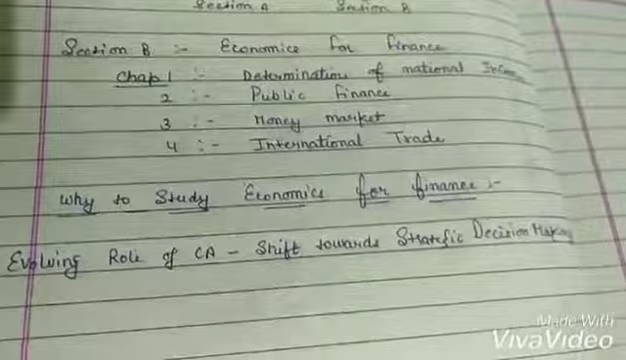 Section A Section B
Section B :- Economics for Finance
Chap 1 :- Determination of national Income
2 :- Public Finance
3 :- Money market
4 :- International Trade
Why to Study Economics for finance :-
Evolving Role of CA - Shift towards Strategic Decision Making
Made With
VivaVideo